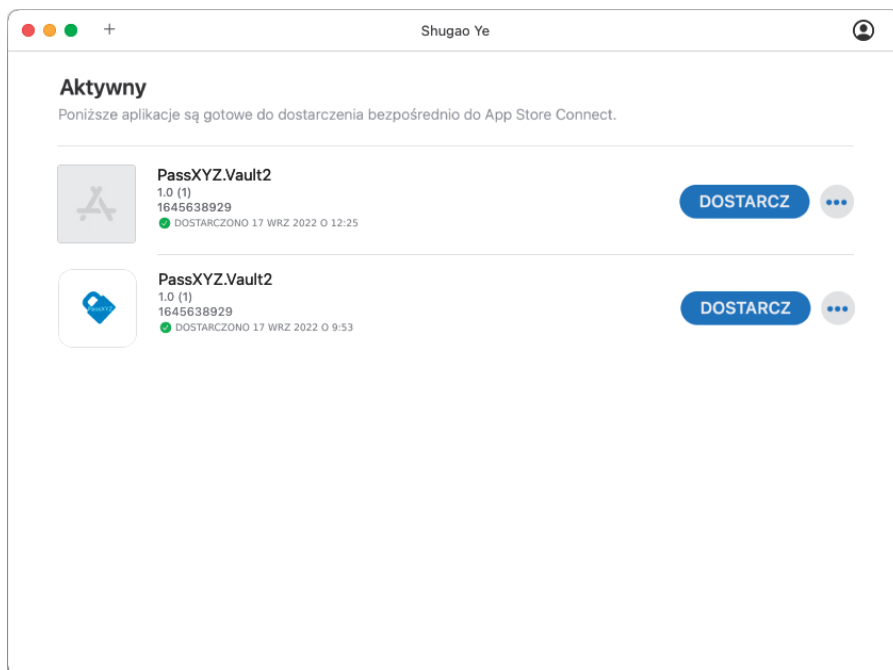 Shugao Ye
Aktywny
Poniższe aplikacje są gotowe do dostarczenia bezpośrednio do App Store Connect.
PassXYZ.Vault2
1.0 (1)
1645638929
DOSTARCZONO 17 WRZ 2022 O 12:25
DOSTARCZ
PassXYZ
PassXYZ.Vault2
1.0 (1)
1645638929
DOSTARCZONO 17 WRZ 2022 O 9:53
DOSTARCZ